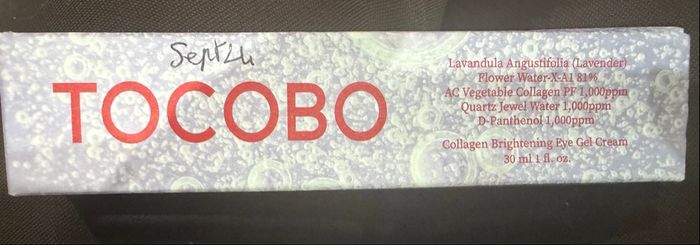 Sept24
TOCOBO
Lavandula Angustifolia (Lavender)
Flower Water-X-A1 81%
AC Vegetable Collagen PF 1,000ppm
Quartz Jewel Water 1,000ppm
D-Panthenol 1,000ppm
Collagen Brightening Eye Gel Cream
30 ml 1 fl. oz.